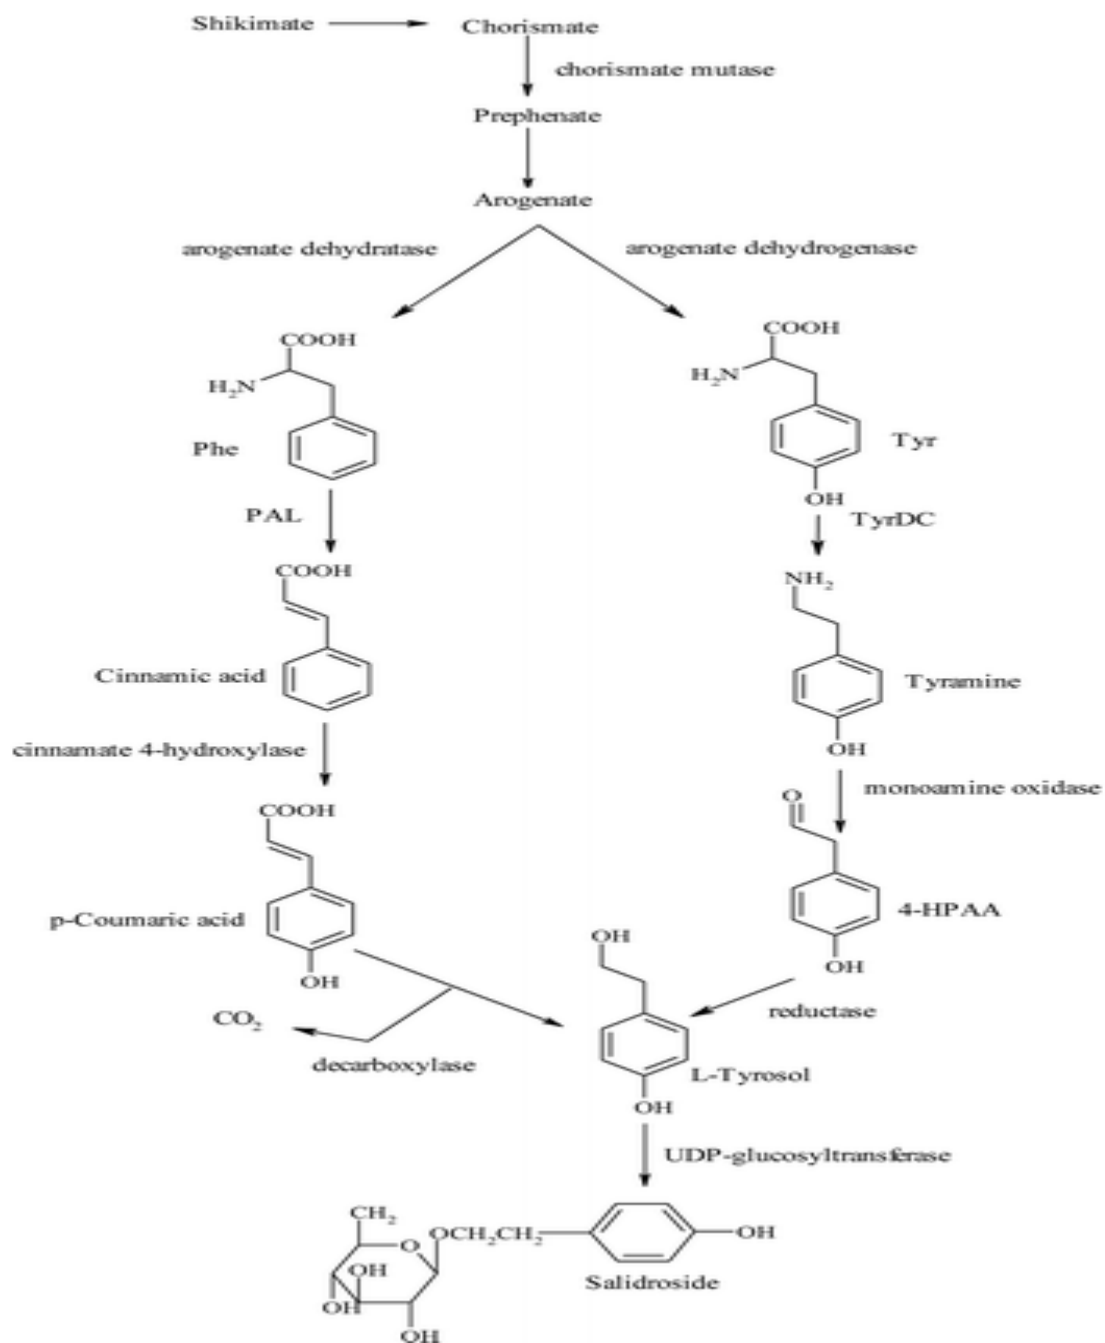 Shikimate
Chorismate
chorismate mutase
Prephenate
Arogenate
arogenate dehydratase
arogenate dehydrogenase
COOH
H₂N
Phe
COOH
H₂N
Tyr
OH
PAL
TyrDC
COOH
Cinnamic acid
NH₂
Tyramine
OH
cinnamate 4-hydroxylase
monoamine oxidase
COOH
p-Coumaric acid
OH
O
4-HPAA
OH
CO₂
decarboxylase
OH
reductase
L-Tyrosol
OH
UDP-glucosyltransferase
CH₂
O
OCH₂CH₂
OH
OH
OH
OH
Salidroside